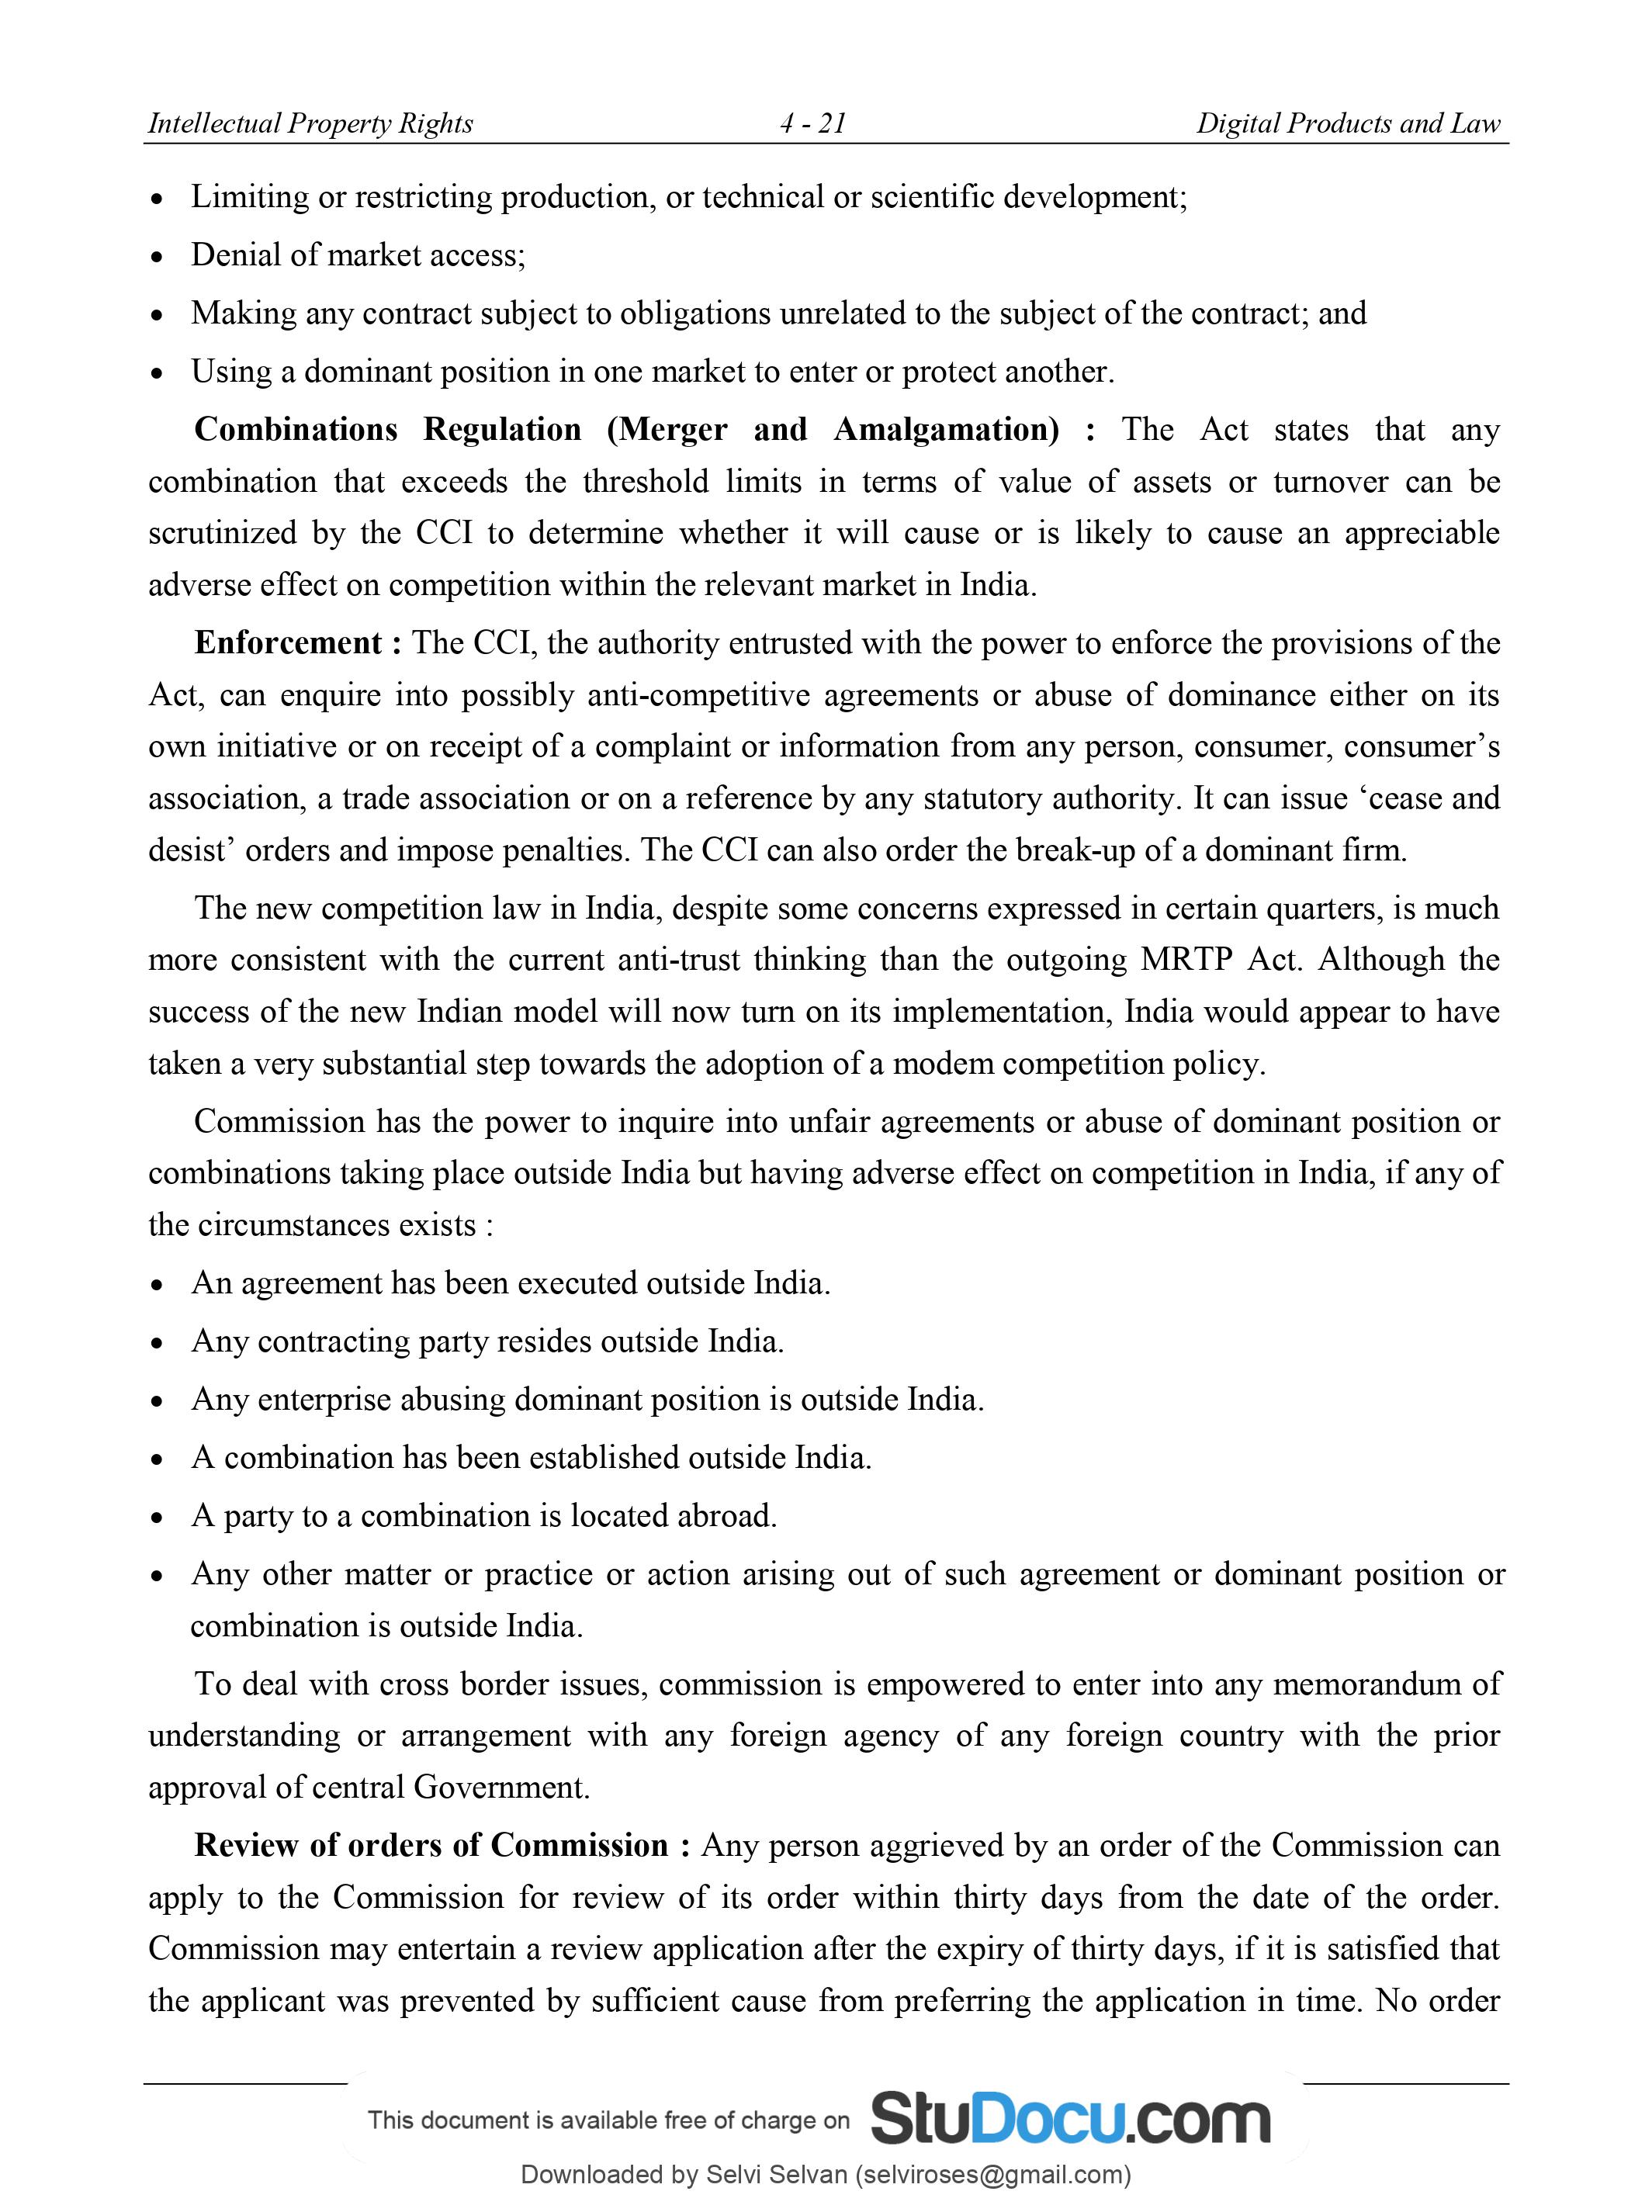 Intellectual Property Rights 4 - 21 Digital Products and Law
• Limiting or restricting production, or technical or scientific development;
• Denial of market access;
• Making any contract subject to obligations unrelated to the subject of the contract; and
• Using a dominant position in one market to enter or protect another.
Combinations Regulation (Merger and Amalgamation) : The Act states that any
combination that exceeds the threshold limits in terms of value of assets or turnover can be
scrutinized by the CCI to determine whether it will cause or is likely to cause an appreciable
adverse effect on competition within the relevant market in India.
Enforcement : The CCI, the authority entrusted with the power to enforce the provisions of the
Act, can enquire into possibly anti-competitive agreements or abuse of dominance either on its
own initiative or on receipt of a complaint or information from any person, consumer, consumer’s
association, a trade association or on a reference by any statutory authority. It can issue ‘cease and
desist’ orders and impose penalties. The CCI can also order the break-up of a dominant firm.
The new competition law in India, despite some concerns expressed in certain quarters, is much
more consistent with the current anti-trust thinking than the outgoing MRTP Act. Although the
success of the new Indian model will now turn on its implementation, India would appear to have
taken a very substantial step towards the adoption of a modem competition policy.
Commission has the power to inquire into unfair agreements or abuse of dominant position or
combinations taking place outside India but having adverse effect on competition in India, if any of
the circumstances exists :
• An agreement has been executed outside India.
• Any contracting party resides outside India.
• Any enterprise abusing dominant position is outside India.
• A combination has been established outside India.
• A party to a combination is located abroad.
• Any other matter or practice or action arising out of such agreement or dominant position or
combination is outside India.
To deal with cross border issues, commission is empowered to enter into any memorandum of
understanding or arrangement with any foreign agency of any foreign country with the prior
approval of central Government.
Review of orders of Commission : Any person aggrieved by an order of the Commission can
apply to the Commission for review of its order within thirty days from the date of the order.
Commission may entertain a review application after the expiry of thirty days, if it is satisfied that
the applicant was prevented by sufficient cause from preferring the application in time. No order
This document is available free of charge on StuDocu.com
Downloaded by Selvi Selvan (selviroses@gmail.com)